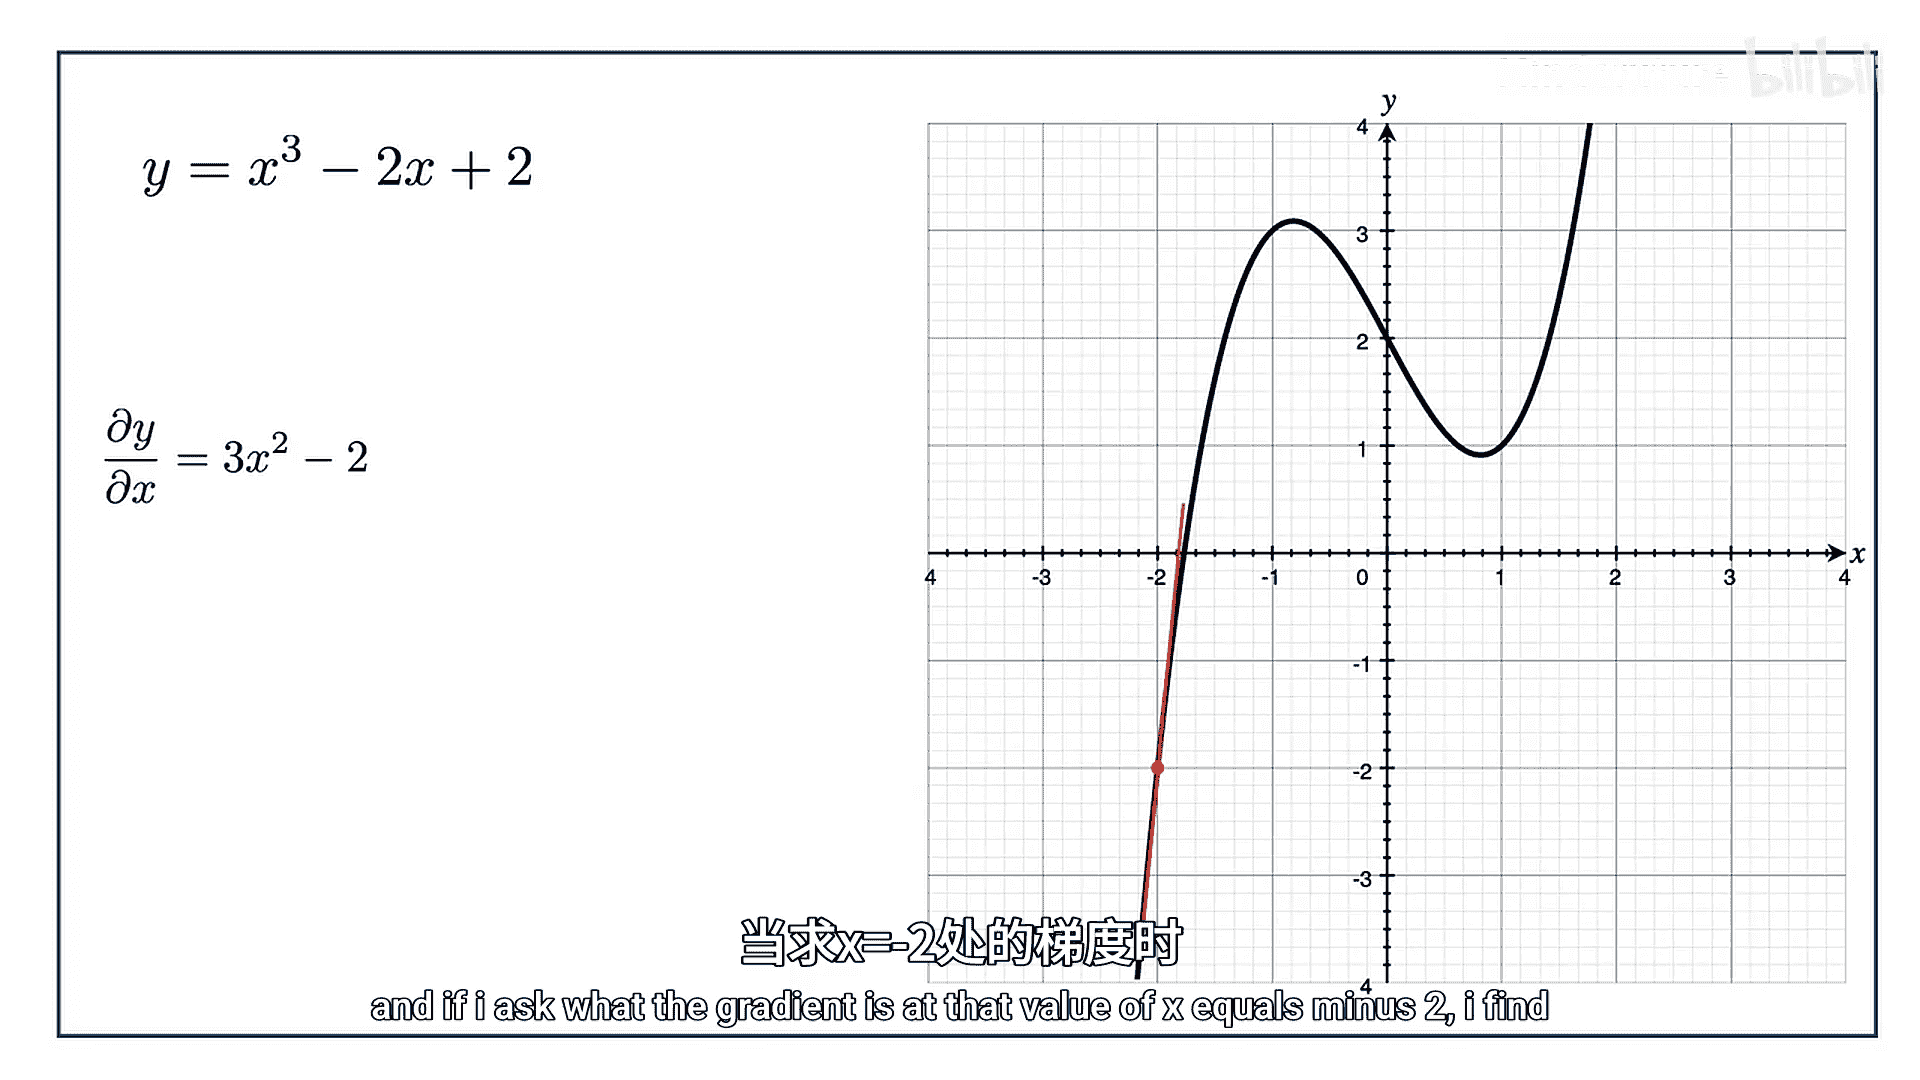 bilibili
y = x³ − 2x + 2
∂y/∂x = 3x² − 2
y
4
3
2
1
4 -3 -2 -1 0 1 2 3 4 x
-1
-2
-3
4
当求x=-2处的梯度时
and if i ask what the gradient is at that value of x equals minus 2, i find